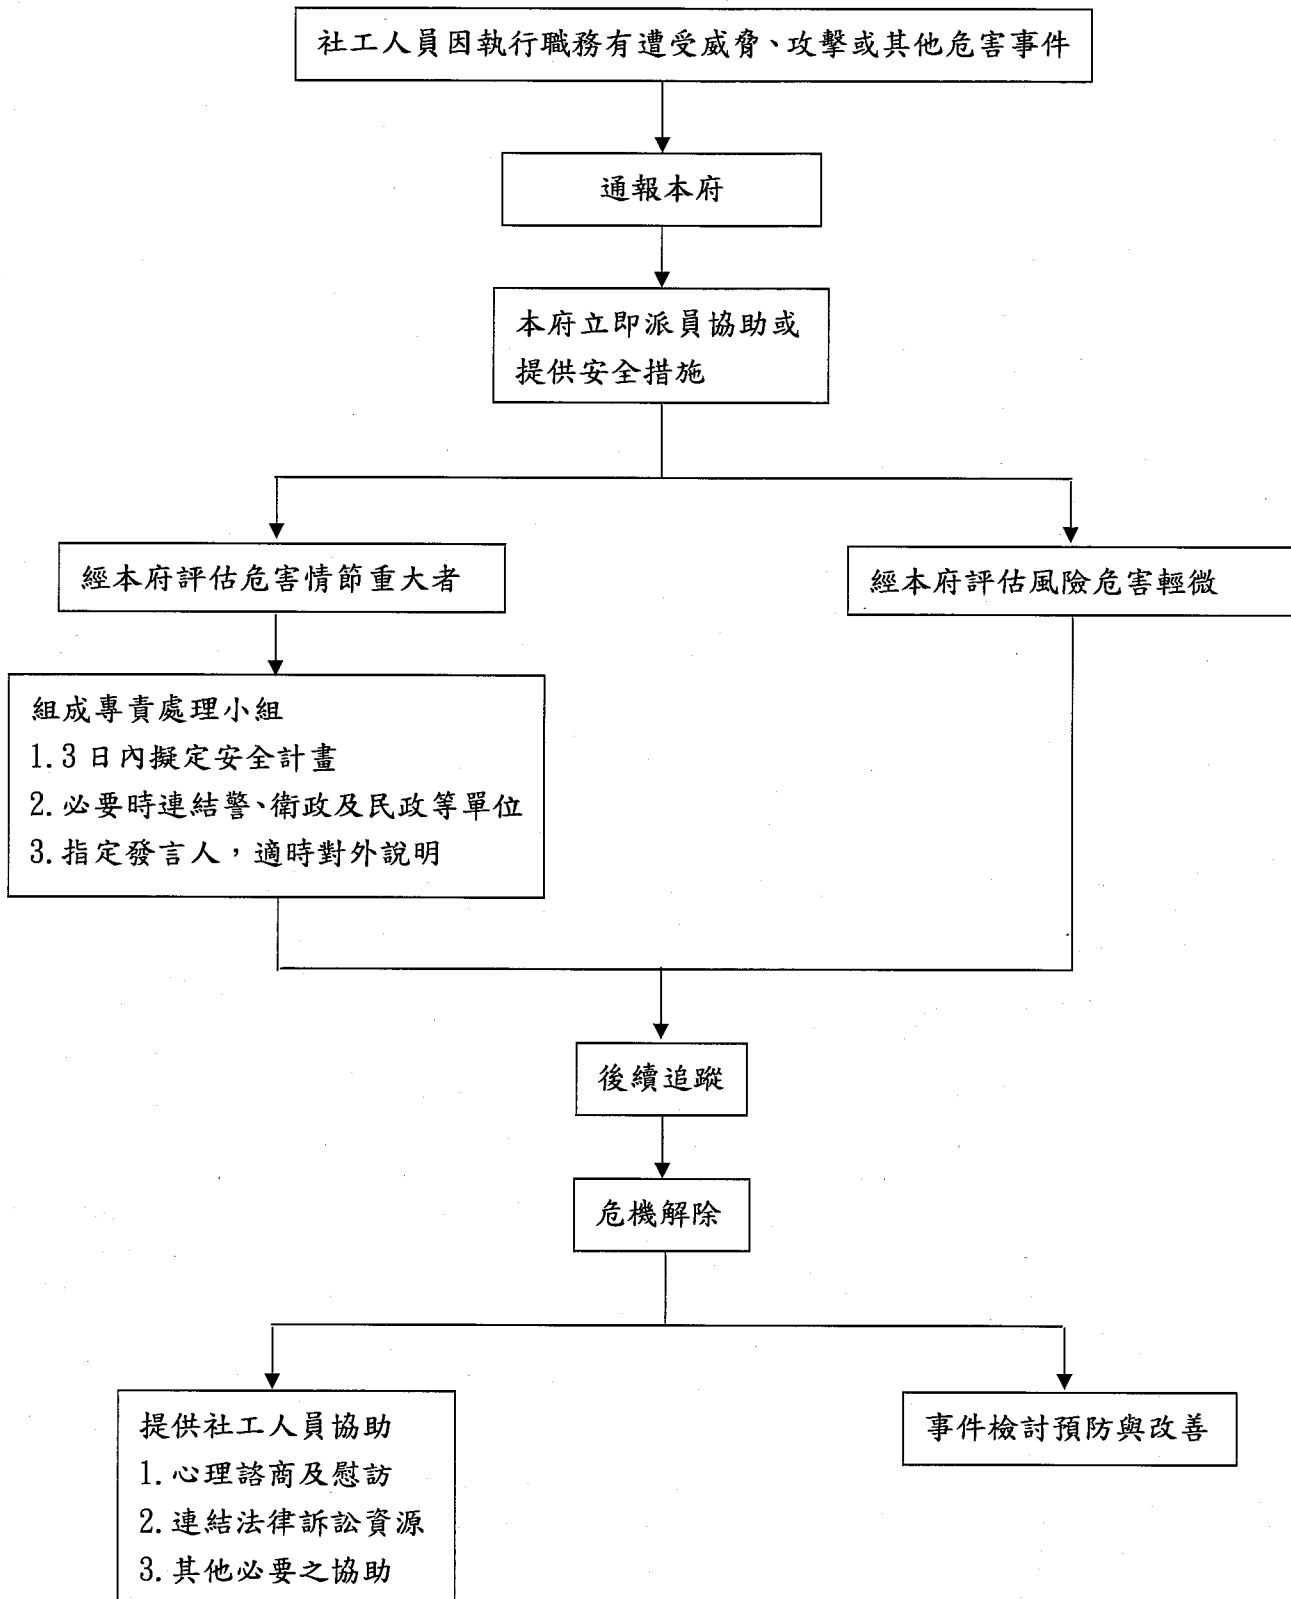 社工人員因執行職務有遭受威脅、攻擊或其他危害事件
通報本府
本府立即派員協助或
提供安全措施
經本府評估危害情節重大者
經本府評估風險危害輕微
組成專責處理小組
1.3 日內擬定安全計畫
2.必要時連結警、衛政及民政等單位
3.指定發言人，適時對外說明
後續追蹤
危機解除
提供社工人員協助
1.心理諮商及慰訪
2.連結法律訴訟資源
3.其他必要之協助
事件檢討預防與改善